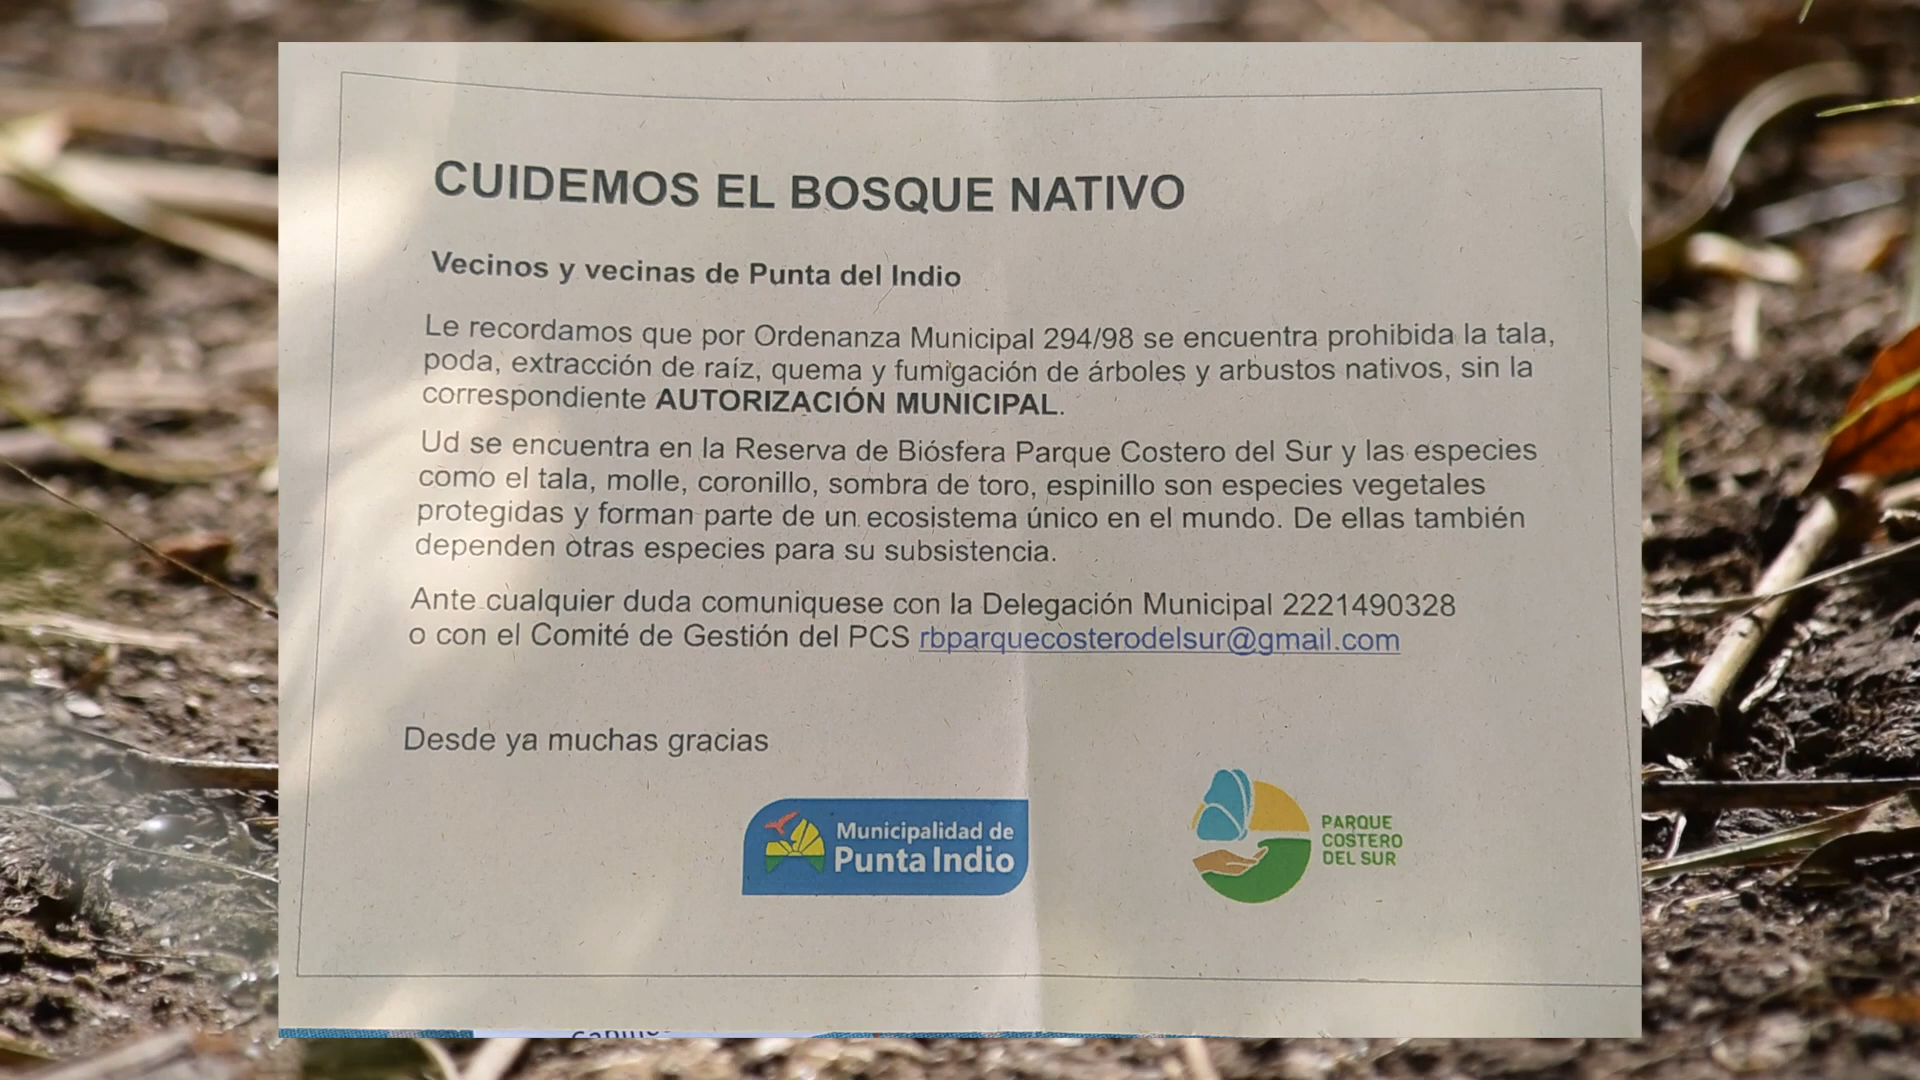 CUIDEMOS EL BOSQUE NATIVO
Vecinos y vecinas de Punta del Indio
Le recordamos que por Ordenanza Municipal 294/98 se encuentra prohibida la tala,
poda, extracción de raíz, quema y fumigación de árboles y arbustos nativos, sin la
correspondiente AUTORIZACIÓN MUNICIPAL.
Ud se encuentra en la Reserva de Biósfera Parque Costero del Sur y las especies
como el tala, molle, coronillo, sombra de toro, espinillo son especies vegetales
protegidas y forman parte de un ecosistema único en el mundo. De ellas también
dependen otras especies para su subsistencia.
Ante cualquier duda comuniquese con la Delegación Municipal 2221490328
o con el Comité de Gestión del PCS rbparquecosterodelsur@gmail.com
Desde ya muchas gracias
Municipalidad de
Punta Indio
PARQUE
COSTERO
DEL SUR